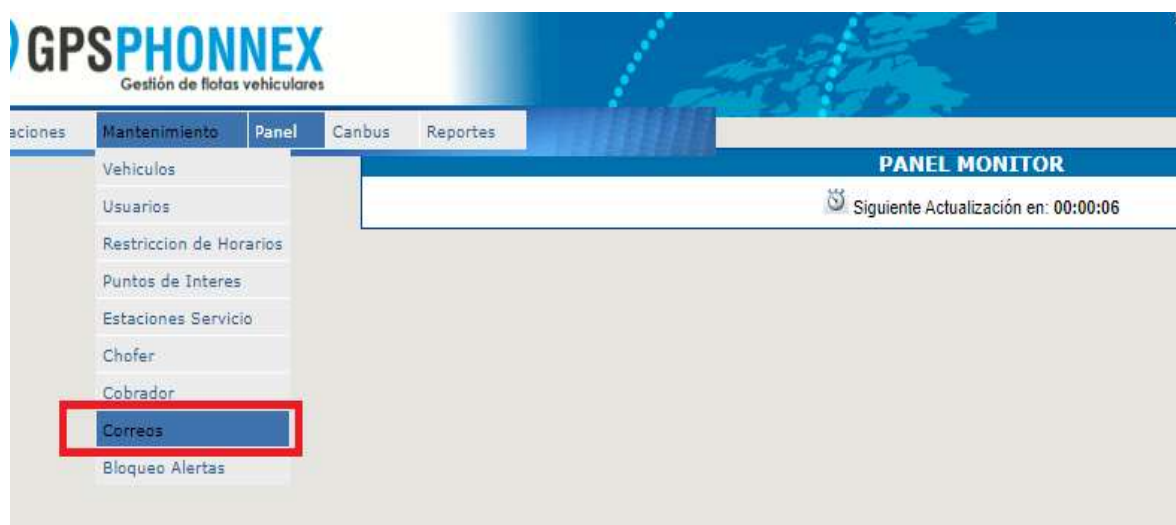 GPSPHONNEX
Gestión de flotas vehiculares
aciones Mantenimiento Panel Canbus Reportes
PANEL MONITOR
Siguiente Actualización en: 00:00:06
Vehiculos
Usuarios
Restriccion de Horarios
Puntos de Interes
Estaciones Servicio
Chofer
Cobrador
Correos
Bloqueo Alertas